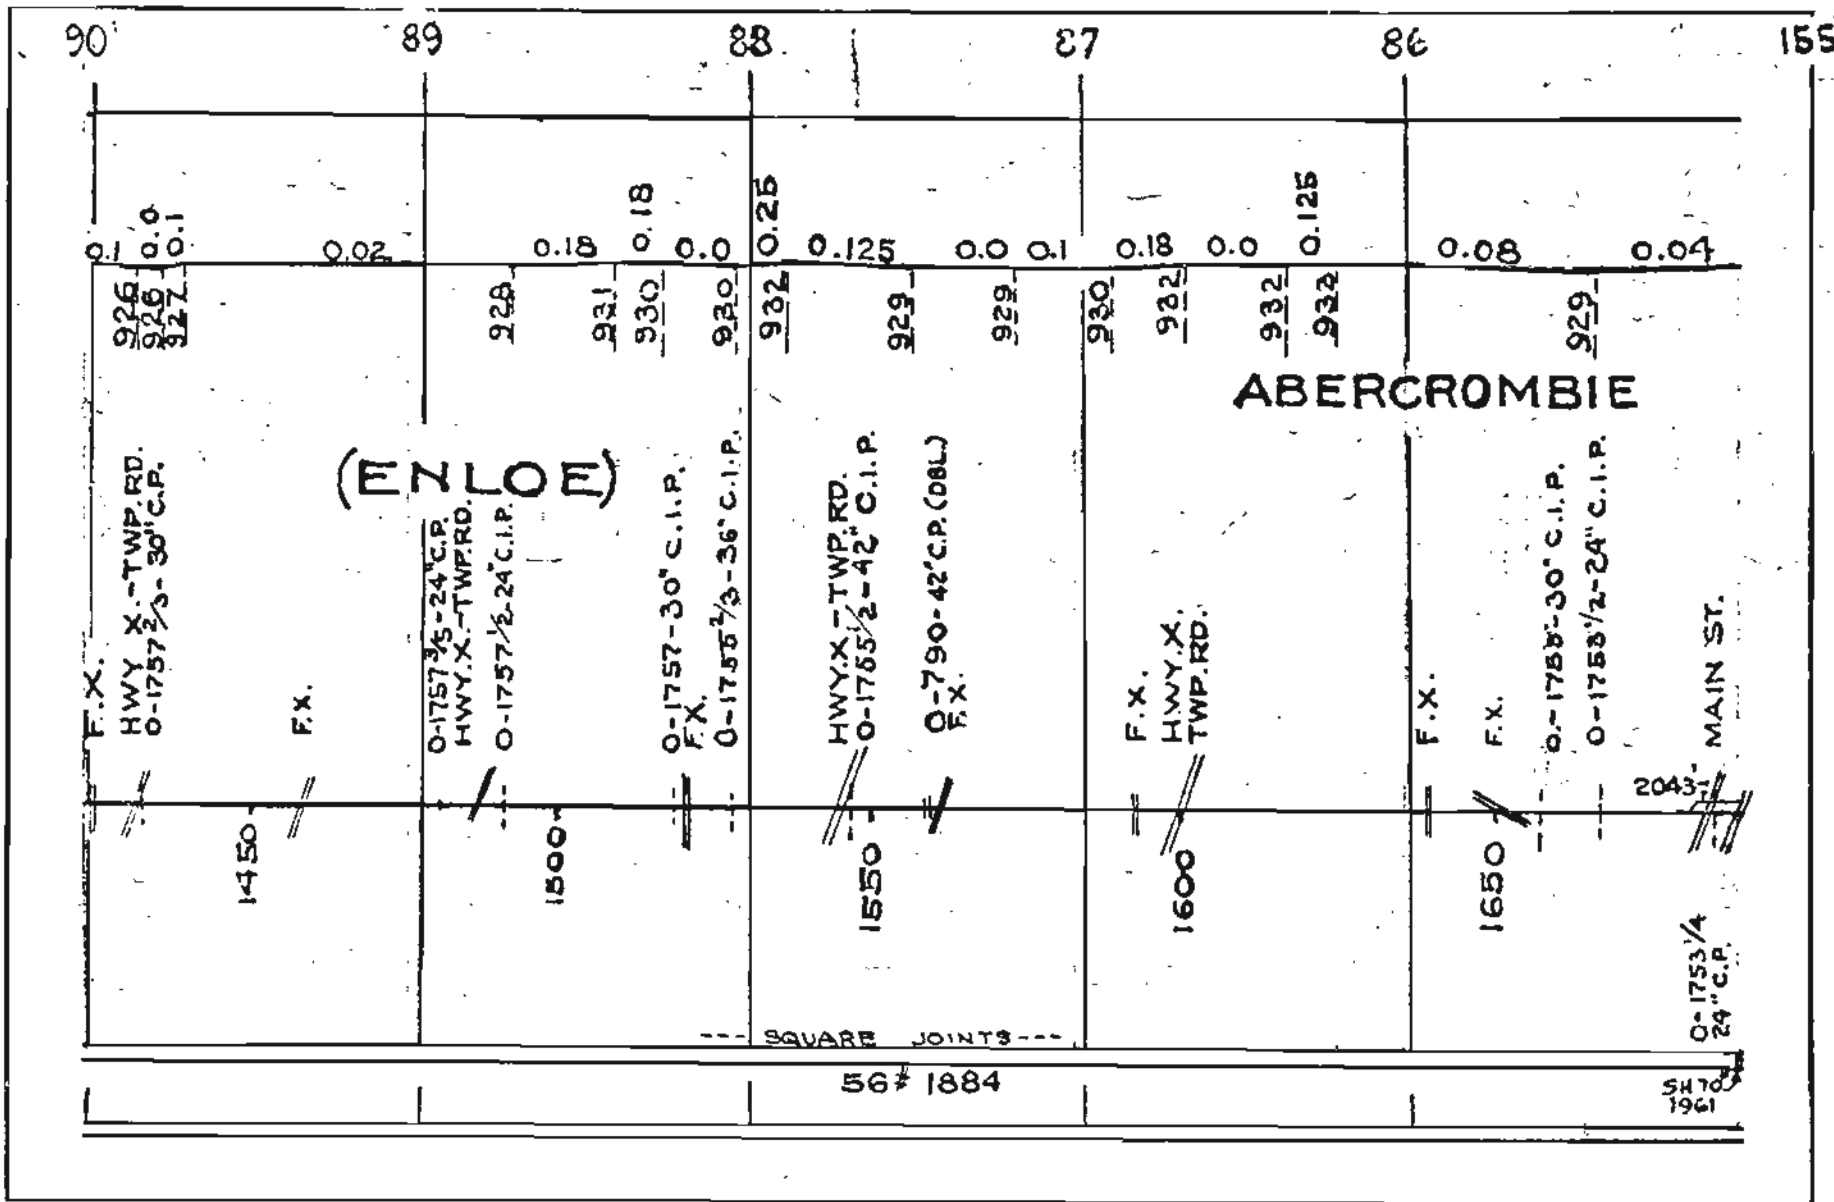 90
89
88
87
86
155
0.1
0.0
0.1
0.02
0.18
0.18
0.0
0.25
0.125
0.0
0.1
0.18
0.0
0.125
0.08
0.04
926
926
927
928
931
930
930
932
929
929
930
932
932
933
929
(ENLOE)
ABERCROMBIE
F.X.
HWY X.-TWP. RD.
0-1757 2/3-30" C.P.
F.X.
0-1757 3/5-24" C.P.
HWY.X.-TWP.RD.
0-1757 1/2-24" C.I.P.
0-1757-30" C.I.P.
F.X.
0-1755 2/3-36" C.I.P.
HWY.X.-TWP. RD.
0-1755 1/2-42" C.I.P.
0-790-42" C.P. (DBL.)
F.X.
F.X.
HWY.X.
TWP. RD.
F.X.
F.X.
-30" C.I.P.
0-1753 1/2-24" C.I.P.
MAIN ST.
2043'
1450
1500
1550
1600
1650
0-1753 1/4
24" C.P.
--- SQUARE JOINTS ---
56# 1884
SH 70#
1961